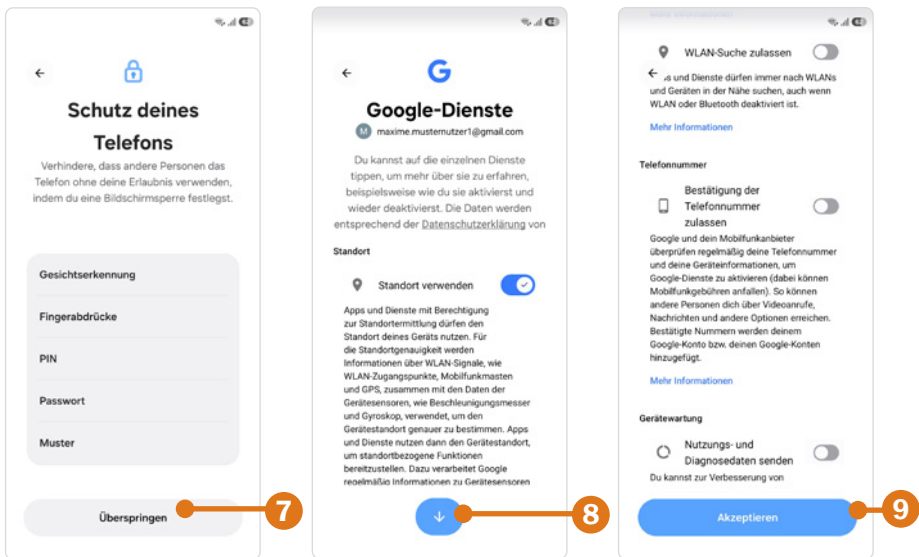 Schutz deines
Telefons
Verhindere, dass andere Personen das
Telefon ohne deine Erlaubnis verwenden,
indem du eine Bildschirmsperre festlegst.
Gesichtserkennung
Fingerabdrücke
PIN
Passwort
Muster
Überspringen
7
G
Google-Dienste
M maxime.musternutzer1@gmail.com
Du kannst auf die einzelnen Dienste
tippen, um mehr über sie zu erfahren,
beispielsweise wie du sie aktivierst und
wieder deaktivierst. Die Daten werden
entsprechend der Datenschutzerklärung von
Standort
Standort verwenden
Apps und Dienste mit Berechtigung
zur Standortermittlung dürfen den
Standort deines Geräts nutzen. Für
die Standortgenauigkeit werden
Informationen über WLAN-Signale, wie
WLAN-Zugangspunkte, Mobilfunkmasten
und GPS, zusammen mit den Daten der
Gerätesensoren, wie Beschleunigungsmesser
und Gyroskop, verwendet, um den
Gerätestandort genauer zu bestimmen. Apps
und Dienste nutzen dann den Gerätestandort,
um standortbezogene Funktionen
bereitzustellen. Dazu verarbeitet Google
regelmäßig Informationen zu Gerätesensoren
8
WLAN-Suche zulassen
s und Dienste dürfen immer nach WLANs
und Geräten in der Nähe suchen, auch wenn
WLAN oder Bluetooth deaktiviert ist.
Mehr Informationen
Telefonnummer
Bestätigung der
Telefonnummer
zulassen
Google und dein Mobilfunkanbieter
überprüfen regelmäßig deine Telefonnummer
und deine Geräteinformationen, um
Google-Dienste zu aktivieren (dabei können
Mobilfunkgebühren anfallen). So können
andere Personen dich über Videoanrufe,
Nachrichten und andere Optionen erreichen.
Bestätigte Nummern werden deinem
Google-Konto bzw. deinen Google-Konten
hinzugefügt.
Mehr Informationen
Gerätewartung
Nutzungs- und
Diagnosedaten senden
Du kannst zur Verbesserung von
Akzeptieren
9